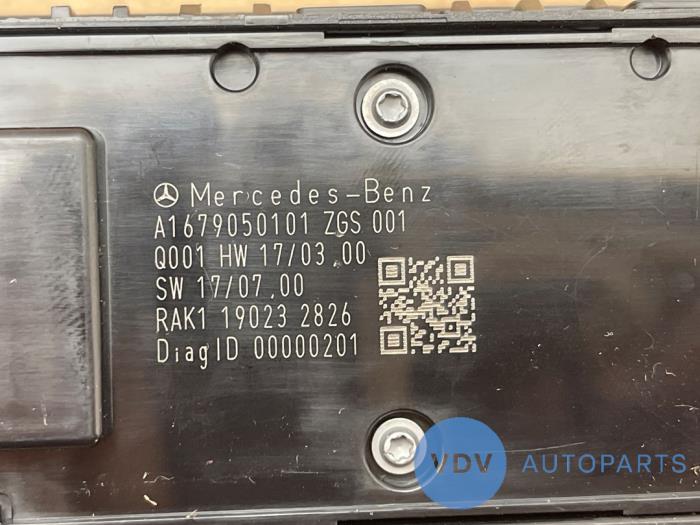 Mercedes-Benz
A1679050101 ZGS 001
Q001 HW 17/03.00
SW 17/07.00
RAK1 19023 2826
DiagID 00000201
VDV AUTOPARTS